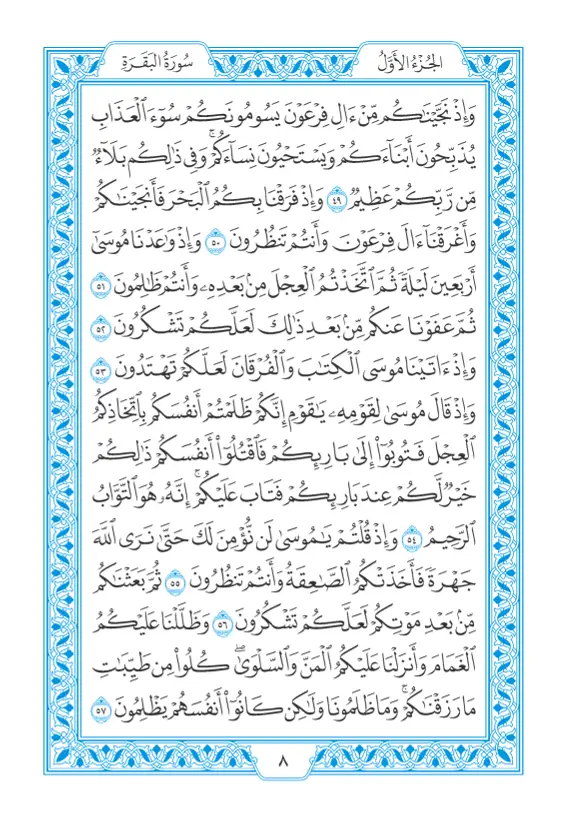 الجُزْءُ الأَوَّلُ
سُورَةُ البَقَرَةِ
وَإِذْ نَجَّيْنَٰكُم مِّنْ ءَالِ فِرْعَوْنَ يَسُومُونَكُمْ سُوٓءَ ٱلْعَذَابِ
يُذَبِّحُونَ أَبْنَآءَكُمْ وَيَسْتَحْيُونَ نِسَآءَكُمْ ۚ وَفِى ذَٰلِكُم بَلَآءٌ
مِّن رَّبِّكُمْ عَظِيمٌ ٤٩ وَإِذْ فَرَقْنَا بِكُمُ ٱلْبَحْرَ فَأَنجَيْنَٰكُمْ
وَأَغْرَقْنَآ ءَالَ فِرْعَوْنَ وَأَنتُمْ تَنظُرُونَ ٥٠ وَإِذْ وَٰعَدْنَا مُوسَىٰٓ
أَرْبَعِينَ لَيْلَةً ثُمَّ ٱتَّخَذْتُمُ ٱلْعِجْلَ مِنۢ بَعْدِهِۦ وَأَنتُمْ ظَٰلِمُونَ ٥١
ثُمَّ عَفَوْنَا عَنكُم مِّنۢ بَعْدِ ذَٰلِكَ لَعَلَّكُمْ تَشْكُرُونَ ٥٢
وَإِذْ ءَاتَيْنَا مُوسَى ٱلْكِتَٰبَ وَٱلْفُرْقَانَ لَعَلَّكُمْ تَهْتَدُونَ ٥٣
وَإِذْ قَالَ مُوسَىٰ لِقَوْمِهِۦ يَٰقَوْمِ إِنَّكُمْ ظَلَمْتُمْ أَنفُسَكُم بِٱتِّخَاذِكُمُ
ٱلْعِجْلَ فَتُوبُوٓا۟ إِلَىٰ بَارِئِكُمْ فَٱقْتُلُوٓا۟ أَنفُسَكُمْ ذَٰلِكُمْ
خَيْرٌ لَّكُمْ عِندَ بَارِئِكُمْ فَتَابَ عَلَيْكُمْ ۚ إِنَّهُۥ هُوَ ٱلتَّوَّابُ
ٱلرَّحِيمُ ٥٤ وَإِذْ قُلْتُمْ يَٰمُوسَىٰ لَن نُّؤْمِنَ لَكَ حَتَّىٰ نَرَى ٱللَّهَ
جَهْرَةً فَأَخَذَتْكُمُ ٱلصَّٰعِقَةُ وَأَنتُمْ تَنظُرُونَ ٥٥ ثُمَّ بَعَثْنَٰكُم
مِّنۢ بَعْدِ مَوْتِكُمْ لَعَلَّكُمْ تَشْكُرُونَ ٥٦ وَظَلَّلْنَا عَلَيْكُمُ
ٱلْغَمَامَ وَأَنزَلْنَا عَلَيْكُمُ ٱلْمَنَّ وَٱلسَّلْوَىٰ ۖ كُلُوا۟ مِن طَيِّبَٰتِ
مَا رَزَقْنَٰكُمْ ۚ وَمَا ظَلَمُونَا وَلَٰكِن كَانُوٓا۟ أَنفُسَهُمْ يَظْلِمُونَ ٥٧
٨